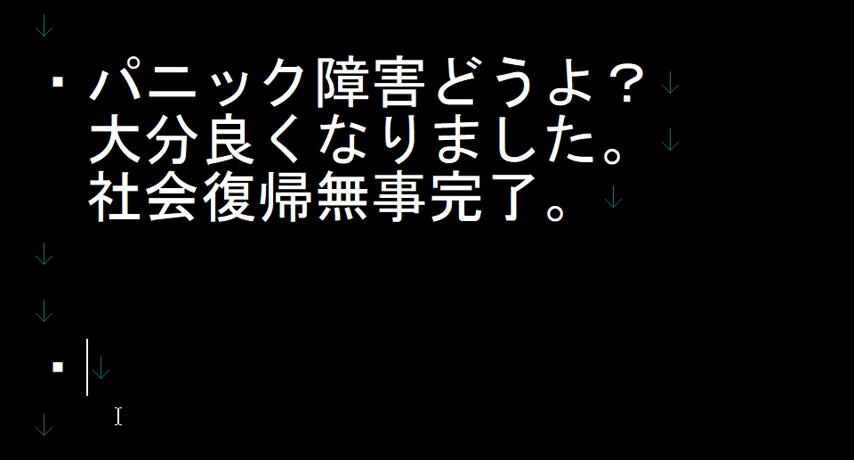 ・パニック障害どうよ？
大分良くなりました。
社会復帰無事完了。
・